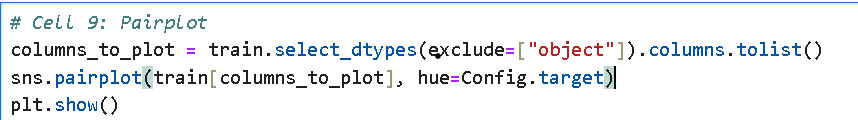 # Cell 9: Pairplot
columns_to_plot = train.select_dtypes(exclude=["object"]).columns.tolist()
sns.pairplot(train[columns_to_plot], hue=Config.target)
plt.show()